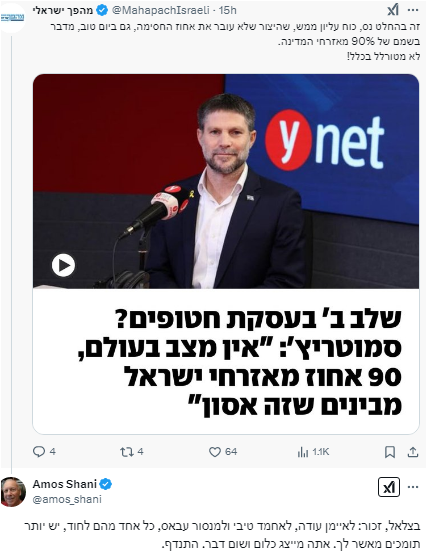 מהפך ישראלי @MahapachIsraeli · 15h
זה בהחלט נס, כוח עליון ממש, שהיצור שלא עובר את אחוז החסימה, גם ביום טוב, מדבר
בשמם של 90% מאזרחי המדינה.
לא מטורלל בכלל!
ynet
שלב ב' בעסקת חטופים?
סמוטריץ': "אין מצב בעולם,
90 אחוז מאזרחי ישראל
מבינים שזה אסון"
4 4 64 1.1K
Amos Shani
@amos_shani
בצלאל, זכור: לאיימן עודה, לאחמד טיבי ולמנסור עבאס, כל אחד מהם לחוד, יש יותר
תומכים מאשר לך. אתה מייצג כלום ושום דבר. התנדף.